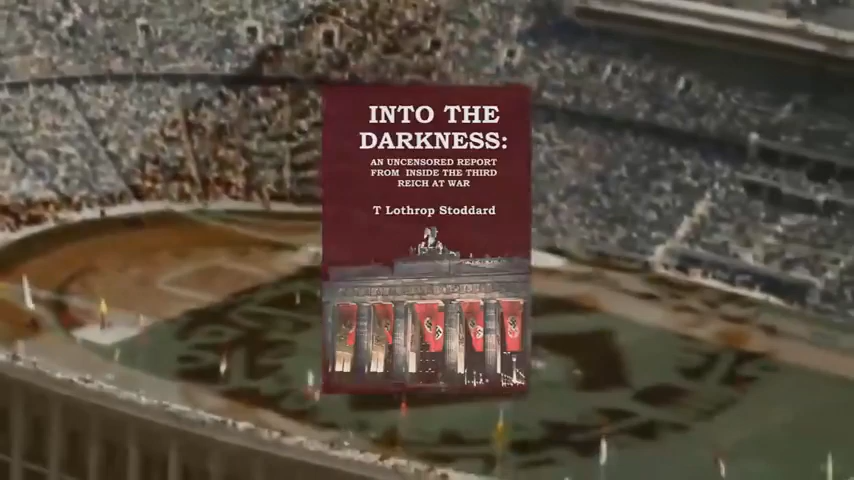 INTO THE
DARKNESS:
AN UNCENSORED REPORT
FROM INSIDE THE THIRD
REICH AT WAR
T Lothrop Stoddard